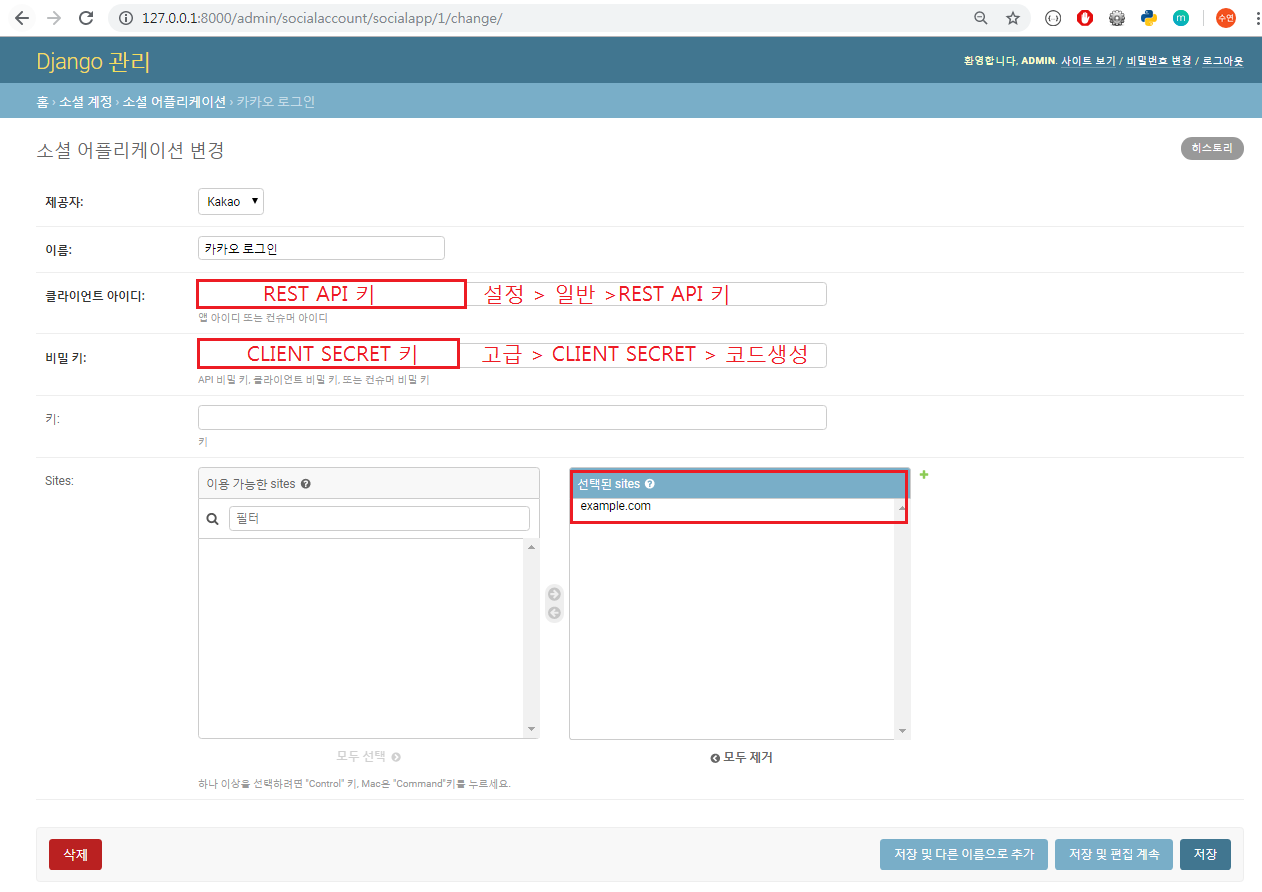 127.0.0.1:8000/admin/socialaccount/socialapp/1/change/
m
수연
Django 관리
환영합니다, ADMIN. 사이트 보기 / 비밀번호 변경 / 로그아웃
홈 › 소셜 계정 › 소셜 어플리케이션 › 카카오 로그인
소셜 어플리케이션 변경
히스토리
제공자:
Kakao
이름:
카카오 로그인
클라이언트 아이디:
REST API 키
설정 > 일반 >REST API 키
앱 아이디 또는 컨슈머 아이디
비밀 키:
CLIENT SECRET 키
고급 > CLIENT SECRET > 코드생성
API 비밀 키, 클라이언트 비밀 키, 또는 컨슈머 비밀 키
키:
키
Sites:
이용 가능한 sites ?
선택된 sites ?
필터
example.com
모두 선택
모두 제거
하나 이상을 선택하려면 "Control" 키, Mac은 "Command"키를 누르세요.
삭제
저장 및 다른 이름으로 추가
저장 및 편집 계속
저장